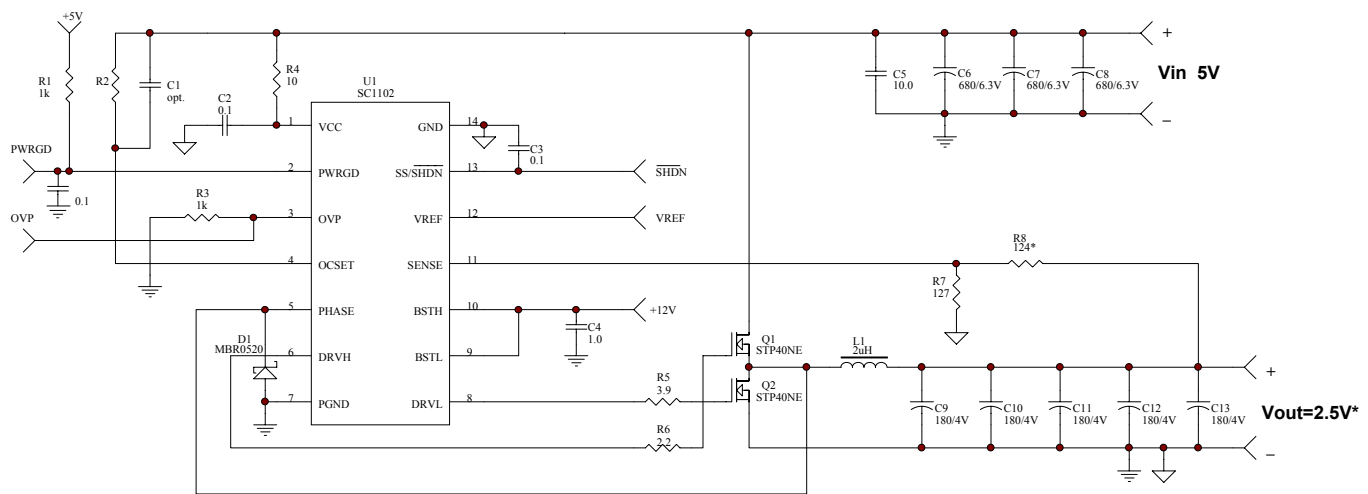 +5V
R1
1k
R2
C1
opt.
R4
10
C2
0.1
U1
SC1102
C5
10.0
C6
680/6.3V
C7
680/6.3V
C8
680/6.3V
+
Vin 5V
_
PWRGD
0.1
OVP
R3
1k
1 VCC GND 14
2 PWRGD SS/SHDN 13
3 OVP VREF 12
4 OCSET SENSE 11
5 PHASE BSTH 10
6 DRVH BSTL 9
7 PGND DRVL 8
C3
0.1
SHDN
VREF
R8
124*
R7
127
C4
1.0
+12V
D1
MBR0520
R5
3.9
R6
2.2
Q1
STP40NE
Q2
STP40NE
L1
2uH
C9
180/4V
C10
180/4V
C11
180/4V
C12
180/4V
C13
180/4V
+
Vout=2.5V*
_